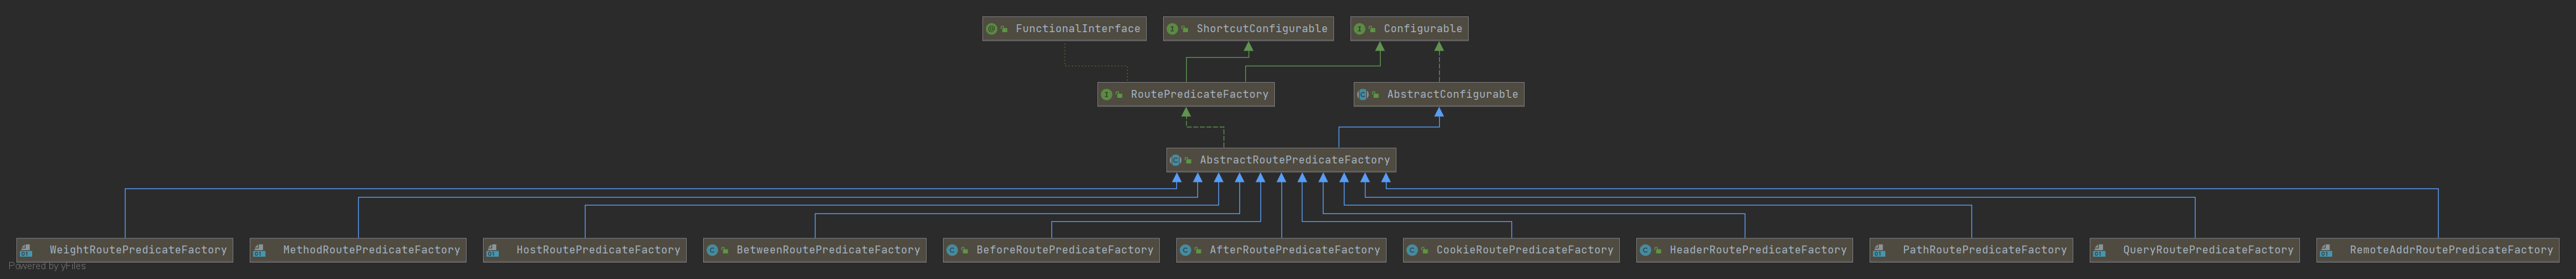 FunctionalInterface
ShortcutConfigurable
Configurable
RoutePredicateFactory
AbstractConfigurable
AbstractRoutePredicateFactory
WeightRoutePredicateFactory
MethodRoutePredicateFactory
HostRoutePredicateFactory
BetweenRoutePredicateFactory
BeforeRoutePredicateFactory
AfterRoutePredicateFactory
CookieRoutePredicateFactory
HeaderRoutePredicateFactory
PathRoutePredicateFactory
QueryRoutePredicateFactory
RemoteAddrRoutePredicateFactory
Powered by yFiles